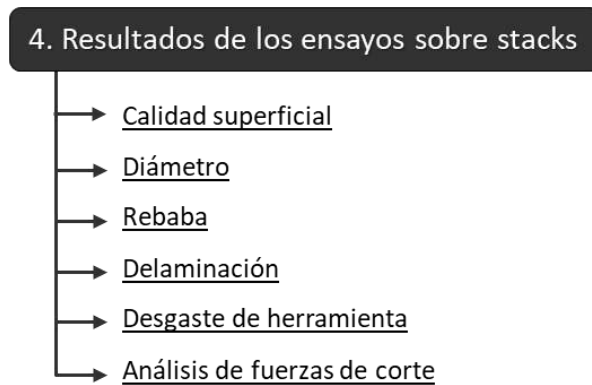 4. Resultados de los ensayos sobre stacks
Calidad superficial
Diámetro
Rebaba
Delaminación
Desgaste de herramienta
Análisis de fuerzas de corte